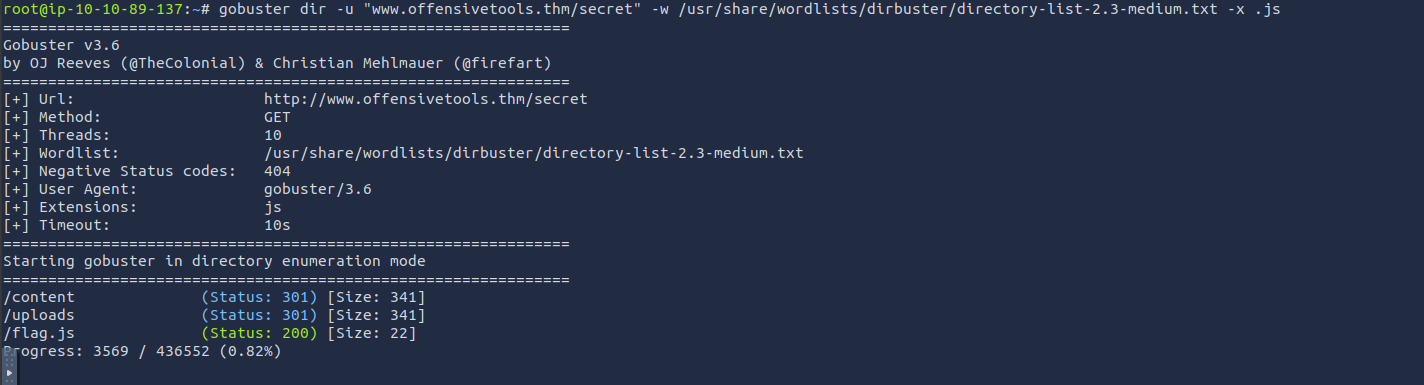 root@ip-10-10-89-137:~# gobuster dir -u "www.offensivetools.thm/secret" -w /usr/share/wordlists/dirbuster/directory-list-2.3-medium.txt -x .js
===============================================================
Gobuster v3.6
by OJ Reeves (@TheColonial) & Christian Mehlmauer (@firefart)
===============================================================
[+] Url:                     http://www.offensivetools.thm/secret
[+] Method:                  GET
[+] Threads:                 10
[+] Wordlist:                /usr/share/wordlists/dirbuster/directory-list-2.3-medium.txt
[+] Negative Status codes:   404
[+] User Agent:              gobuster/3.6
[+] Extensions:              js
[+] Timeout:                 10s
===============================================================
Starting gobuster in directory enumeration mode
===============================================================
/content              (Status: 301) [Size: 341]
/uploads              (Status: 301) [Size: 341]
/flag.js              (Status: 200) [Size: 22]
Progress: 3569 / 436552 (0.82%)